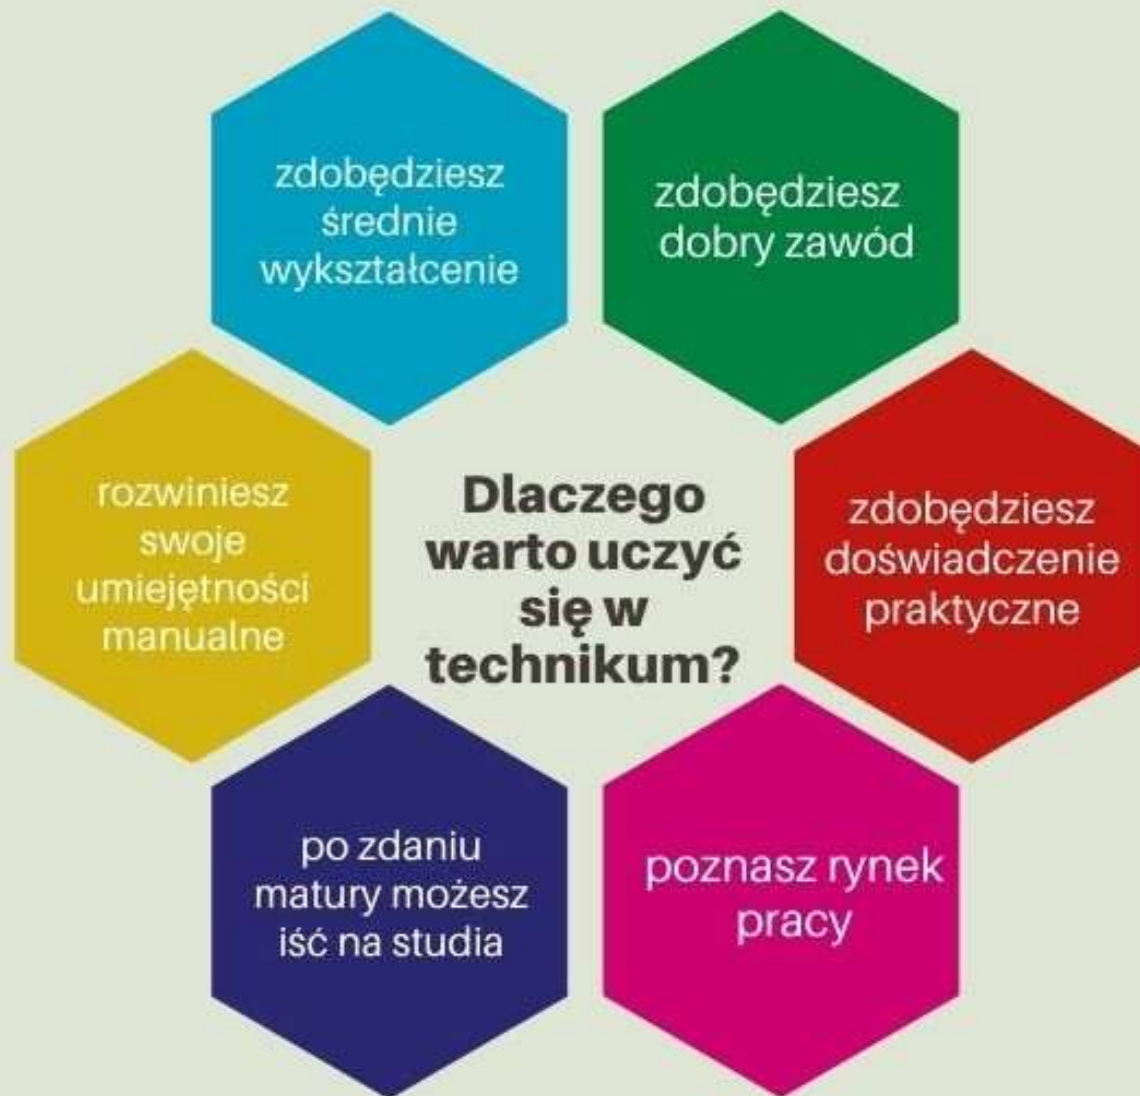 zdobędziesz
średnie
wykształcenie
zdobędziesz
dobry zawód
rozwiniesz
swoje
umiejętności
manualne
Dlaczego
warto uczyć
się w
technikum?
zdobędziesz
doświadczenie
praktyczne
po zdaniu
matury możesz
iść na studia
poznasz rynek
pracy